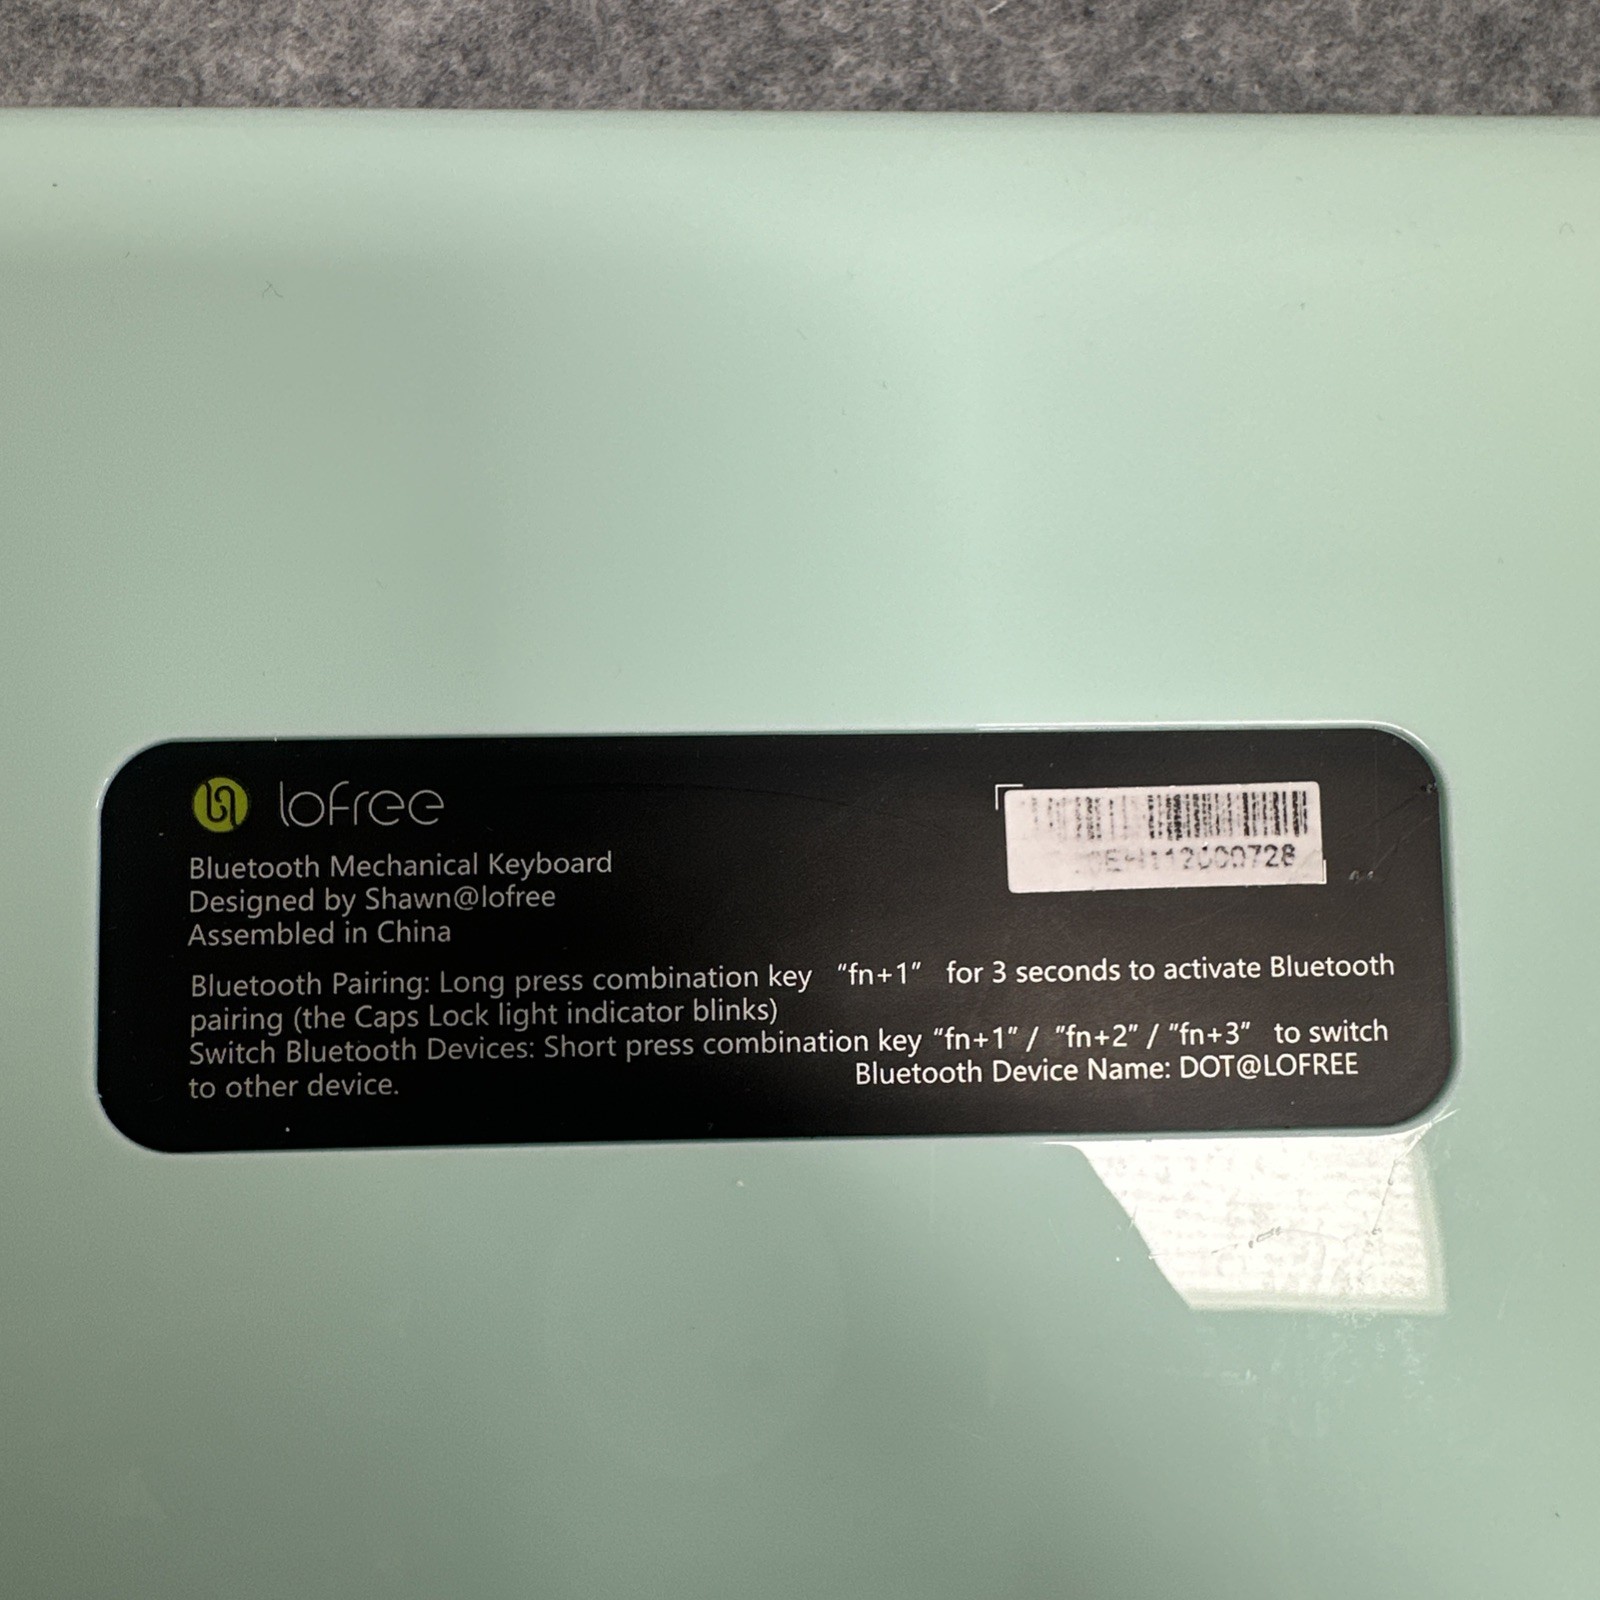 lofree
Bluetooth Mechanical Keyboard
Designed by Shawn@lofree
Assembled in China
Bluetooth Pairing: Long press combination key “fn+1” for 3 seconds to activate Bluetooth
pairing (the Caps Lock light indicator blinks)
Switch Bluetooth Devices: Short press combination key “fn+1” / “fn+2” / “fn+3” to switch
to other device.
Bluetooth Device Name: DOT@LOFREE